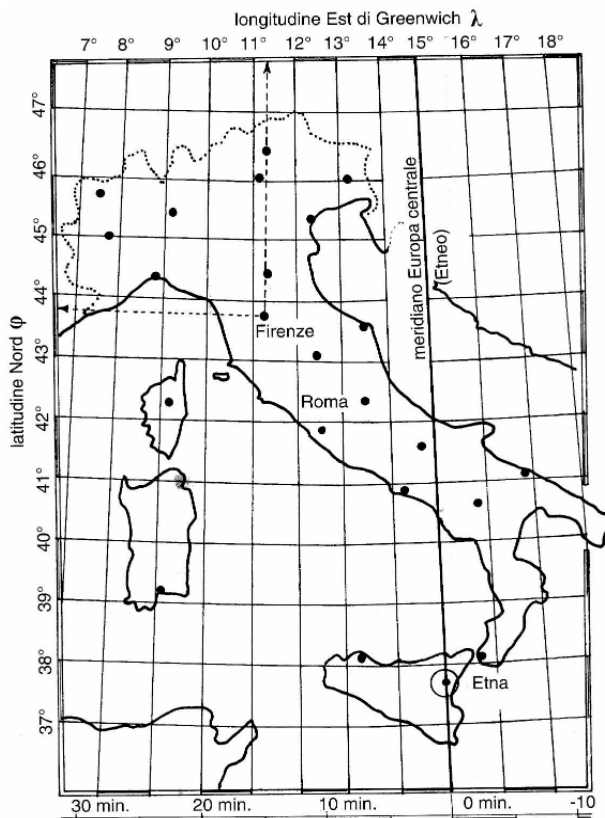 longitudine Est di Greenwich λ
7° 8° 9° 10° 11° 12° 13° 14° 15° 16° 17° 18°
47°
46°
45°
44°
43°
42°
41°
40°
39°
38°
37°
latitudine Nord φ
meridiano Europa centrale
(Etneo)
Firenze
Roma
Etna
30 min. 20 min. 10 min. 0 min. -10